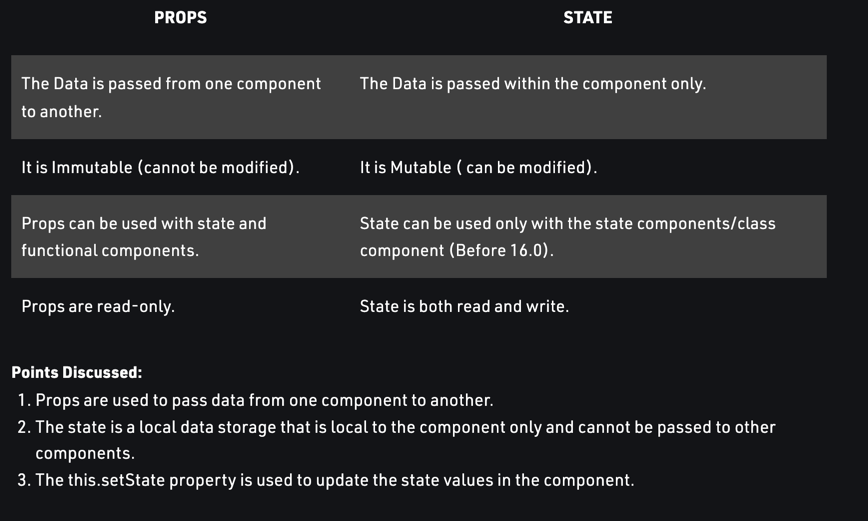 PROPS STATE
The Data is passed from one component The Data is passed within the component only.
to another.
It is Immutable (cannot be modified). It is Mutable ( can be modified).
Props can be used with state and State can be used only with the state components/class
functional components. component (Before 16.0).
Props are read-only. State is both read and write.
Points Discussed:
1. Props are used to pass data from one component to another.
2. The state is a local data storage that is local to the component only and cannot be passed to other
components.
3. The this.setState property is used to update the state values in the component.